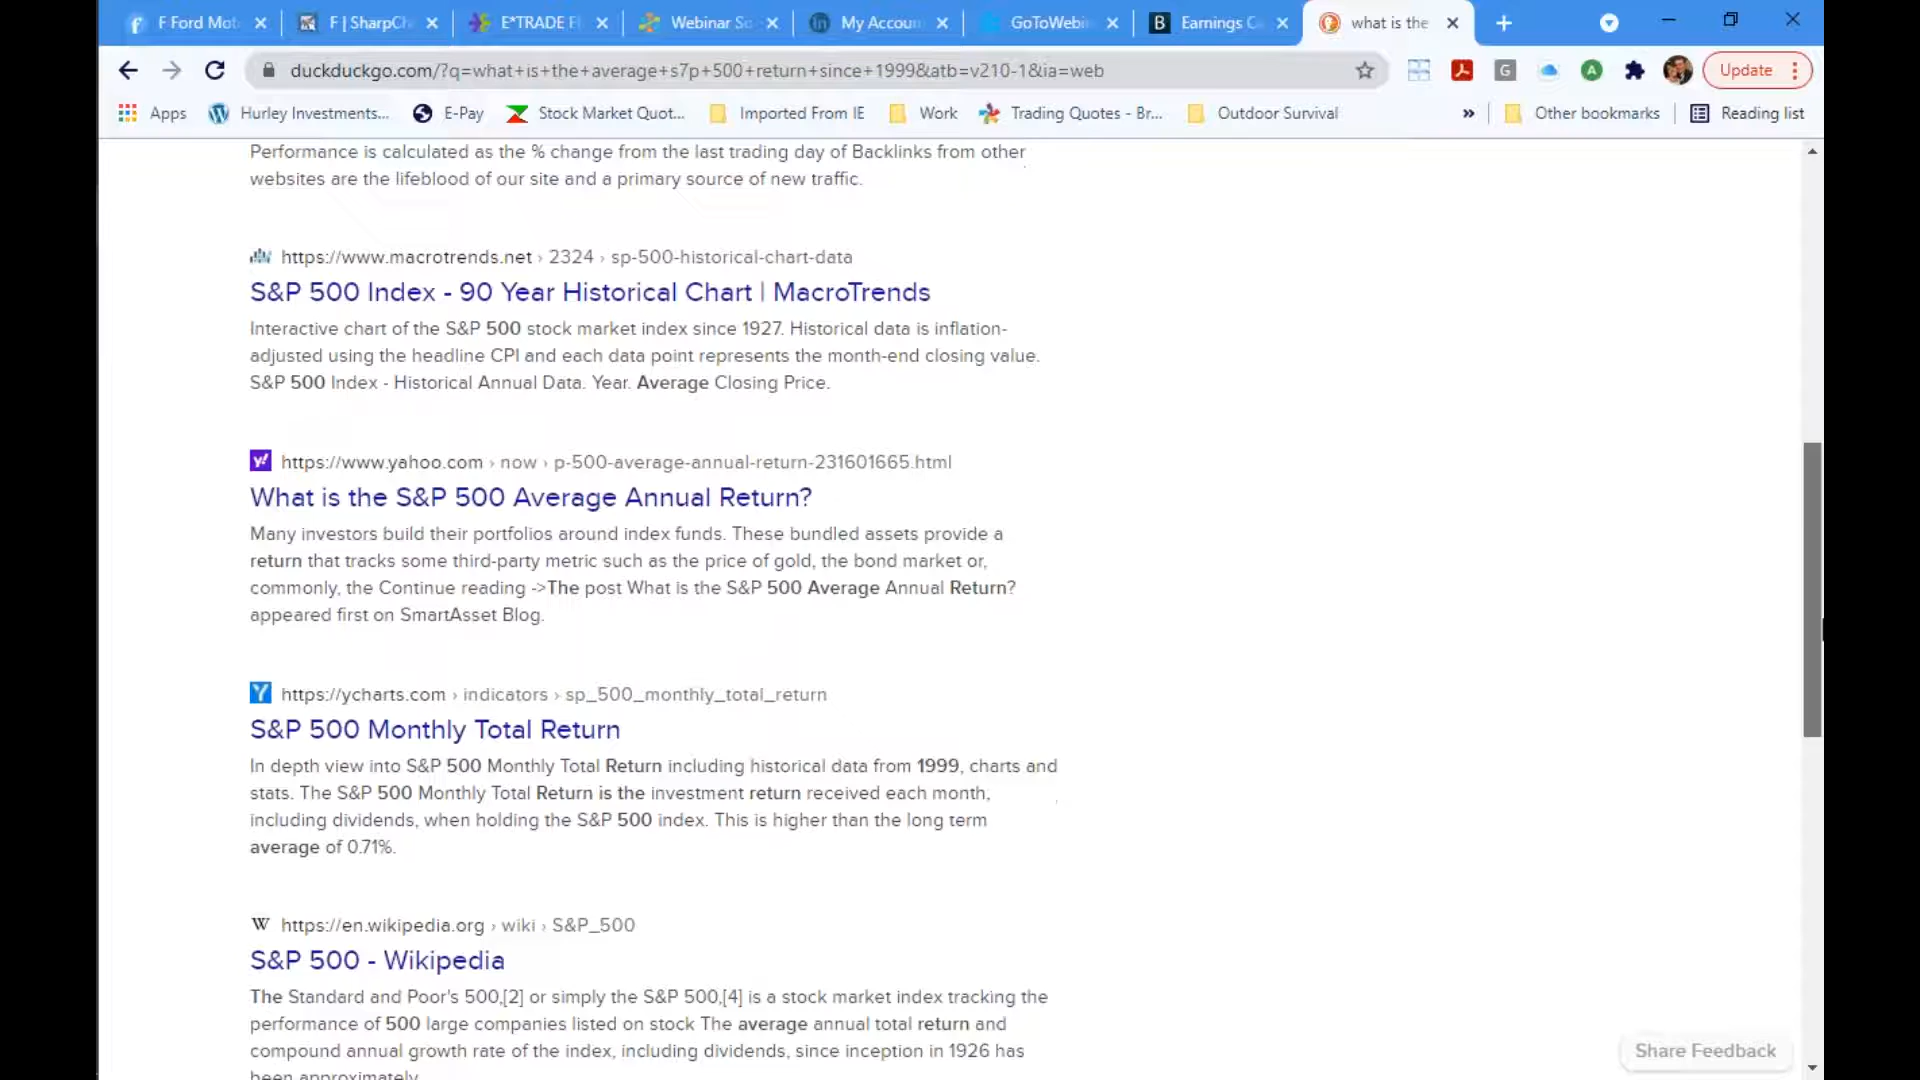 F Ford Mot
F | SharpCh
E*TRADE F
Webinar So
My Accoun
GoToWebi
Earnings C
what is the
duckduckgo.com/?q=what+is+the+average+s7p+500+return+since+1999&atb=v210-1&ia=web
Update
Apps
Hurley Investments...
E-Pay
Stock Market Quot...
Imported From IE
Work
Trading Quotes - Br...
Outdoor Survival
»
Other bookmarks
Reading list
Performance is calculated as the % change from the last trading day of Backlinks from other
websites are the lifeblood of our site and a primary source of new traffic.
https://www.macrotrends.net › 2324 › sp-500-historical-chart-data
S&P 500 Index - 90 Year Historical Chart | MacroTrends
Interactive chart of the S&P 500 stock market index since 1927. Historical data is inflation-
adjusted using the headline CPI and each data point represents the month-end closing value.
S&P 500 Index - Historical Annual Data. Year. Average Closing Price.
https://www.yahoo.com › now › p-500-average-annual-return-231601665.html
What is the S&P 500 Average Annual Return?
Many investors build their portfolios around index funds. These bundled assets provide a
return that tracks some third-party metric such as the price of gold, the bond market or,
commonly, the Continue reading ->The post What Is the S&P 500 Average Annual Return?
appeared first on SmartAsset Blog.
https://ycharts.com › indicators › sp_500_monthly_total_return
S&P 500 Monthly Total Return
In depth view into S&P 500 Monthly Total Return including historical data from 1999, charts and
stats. The S&P 500 Monthly Total Return is the investment return received each month,
including dividends, when holding the S&P 500 index. This is higher than the long term
average of 0.71%.
https://en.wikipedia.org › wiki › S&P_500
S&P 500 - Wikipedia
The Standard and Poor's 500,[2] or simply the S&P 500,[4] is a stock market index tracking the
performance of 500 large companies listed on stock The average annual total return and
compound annual growth rate of the index, including dividends, since inception in 1926 has
been approximately
Share Feedback